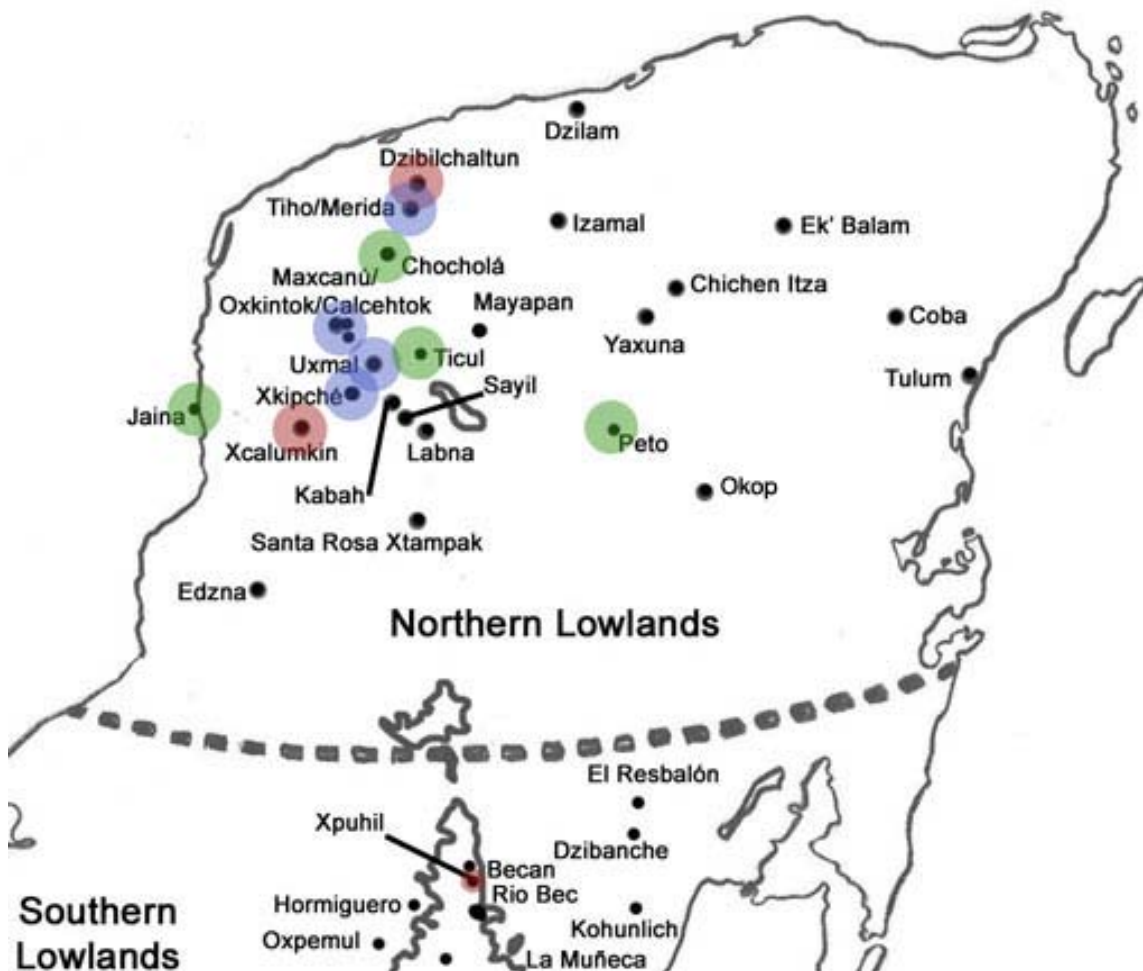 Dzilam
Dzibilchaltun
Tiho/Merida
Izamal
Ek' Balam
Chocholá
Maxcanú/
Oxkintok/Calcehtok
Chichen Itza
Mayapan
Yaxuna
Coba
Uxmal
Ticul
Tulum
Xkipché
Sayil
Jaina
Peto
Xcalumkin
Labna
Kabah
Okop
Santa Rosa Xtampak
Edzna
Northern Lowlands
El Resbalón
Xpuhil
Dzibanche
Becan
Rio Bec
Hormiguero
Kohunlich
Southern
Lowlands
Oxpemul
La Muñeca